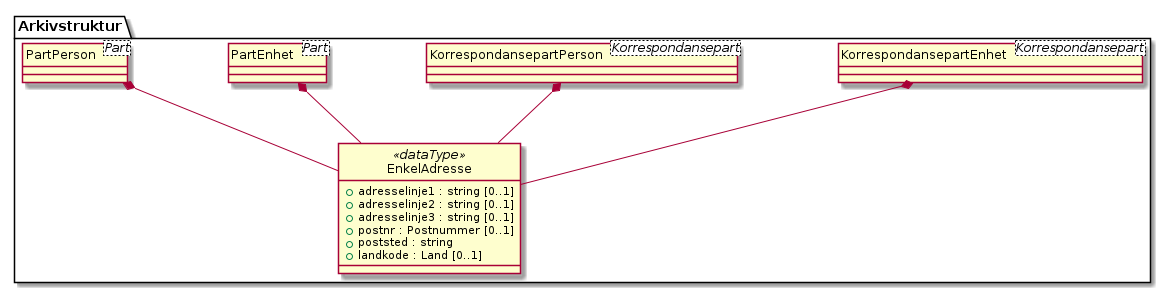 Arkivstruktur
PartPerson Part
PartEnhet Part
KorrespondansepartPerson Korrespondansepart
KorrespondansepartEnhet Korrespondansepart
«dataType»
EnkelAdresse
adresselinje1 : string [0..1]
adresselinje2 : string [0..1]
adresselinje3 : string [0..1]
postnr : Postnummer [0..1]
poststed : string
landkode : Land [0..1]